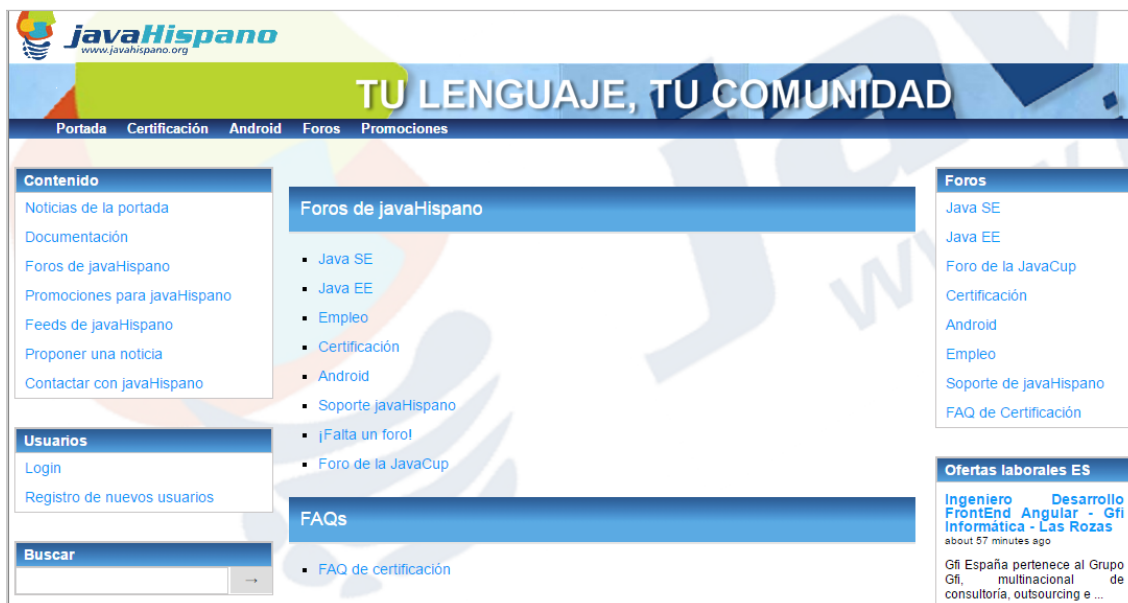 javaHispano
www.javahispano.org
TU LENGUAJE, TU COMUNIDAD
Portada Certificación Android Foros Promociones
Contenido
Noticias de la portada
Documentación
Foros de javaHispano
Promociones para javaHispano
Feeds de javaHispano
Proponer una noticia
Contactar con javaHispano
Usuarios
Login
Registro de nuevos usuarios
Buscar
→
Foros de javaHispano
Java SE
Java EE
Empleo
Certificación
Android
Soporte javaHispano
¡Falta un foro!
Foro de la JavaCup
FAQs
FAQ de certificación
Foros
Java SE
Java EE
Foro de la JavaCup
Certificación
Android
Empleo
Soporte de javaHispano
FAQ de Certificación
Ofertas laborales ES
Ingeniero Desarrollo
FrontEnd Angular - Gfi
Informática - Las Rozas
about 57 minutes ago
Gfi España pertenece al Grupo
Gfi, multinacional de
consultoría, outsourcing e ...